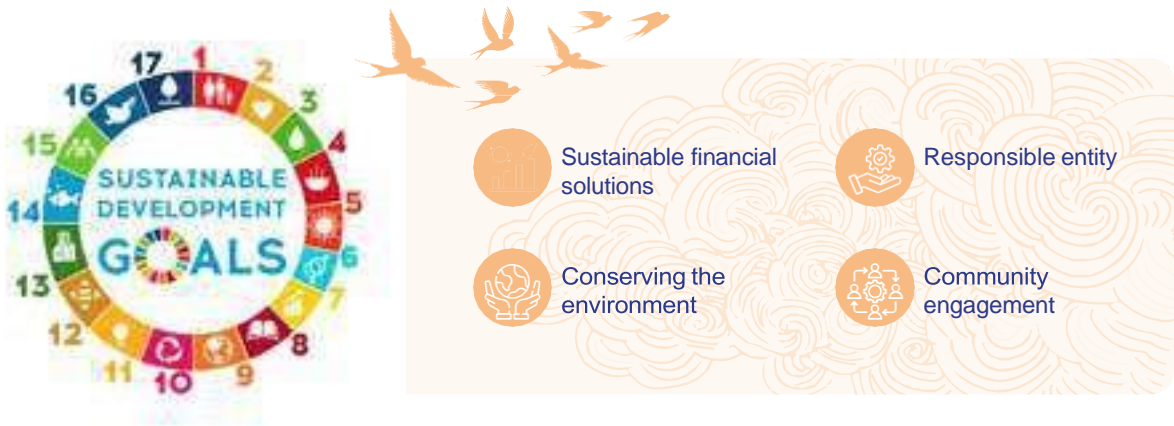 17
1
2
3
4
5
6
7
8
9
10
11
12
13
14
15
16
SUSTAINABLE
DEVELOPMENT
GOALS
Sustainable financial
solutions
Responsible entity
Conserving the
environment
Community
engagement